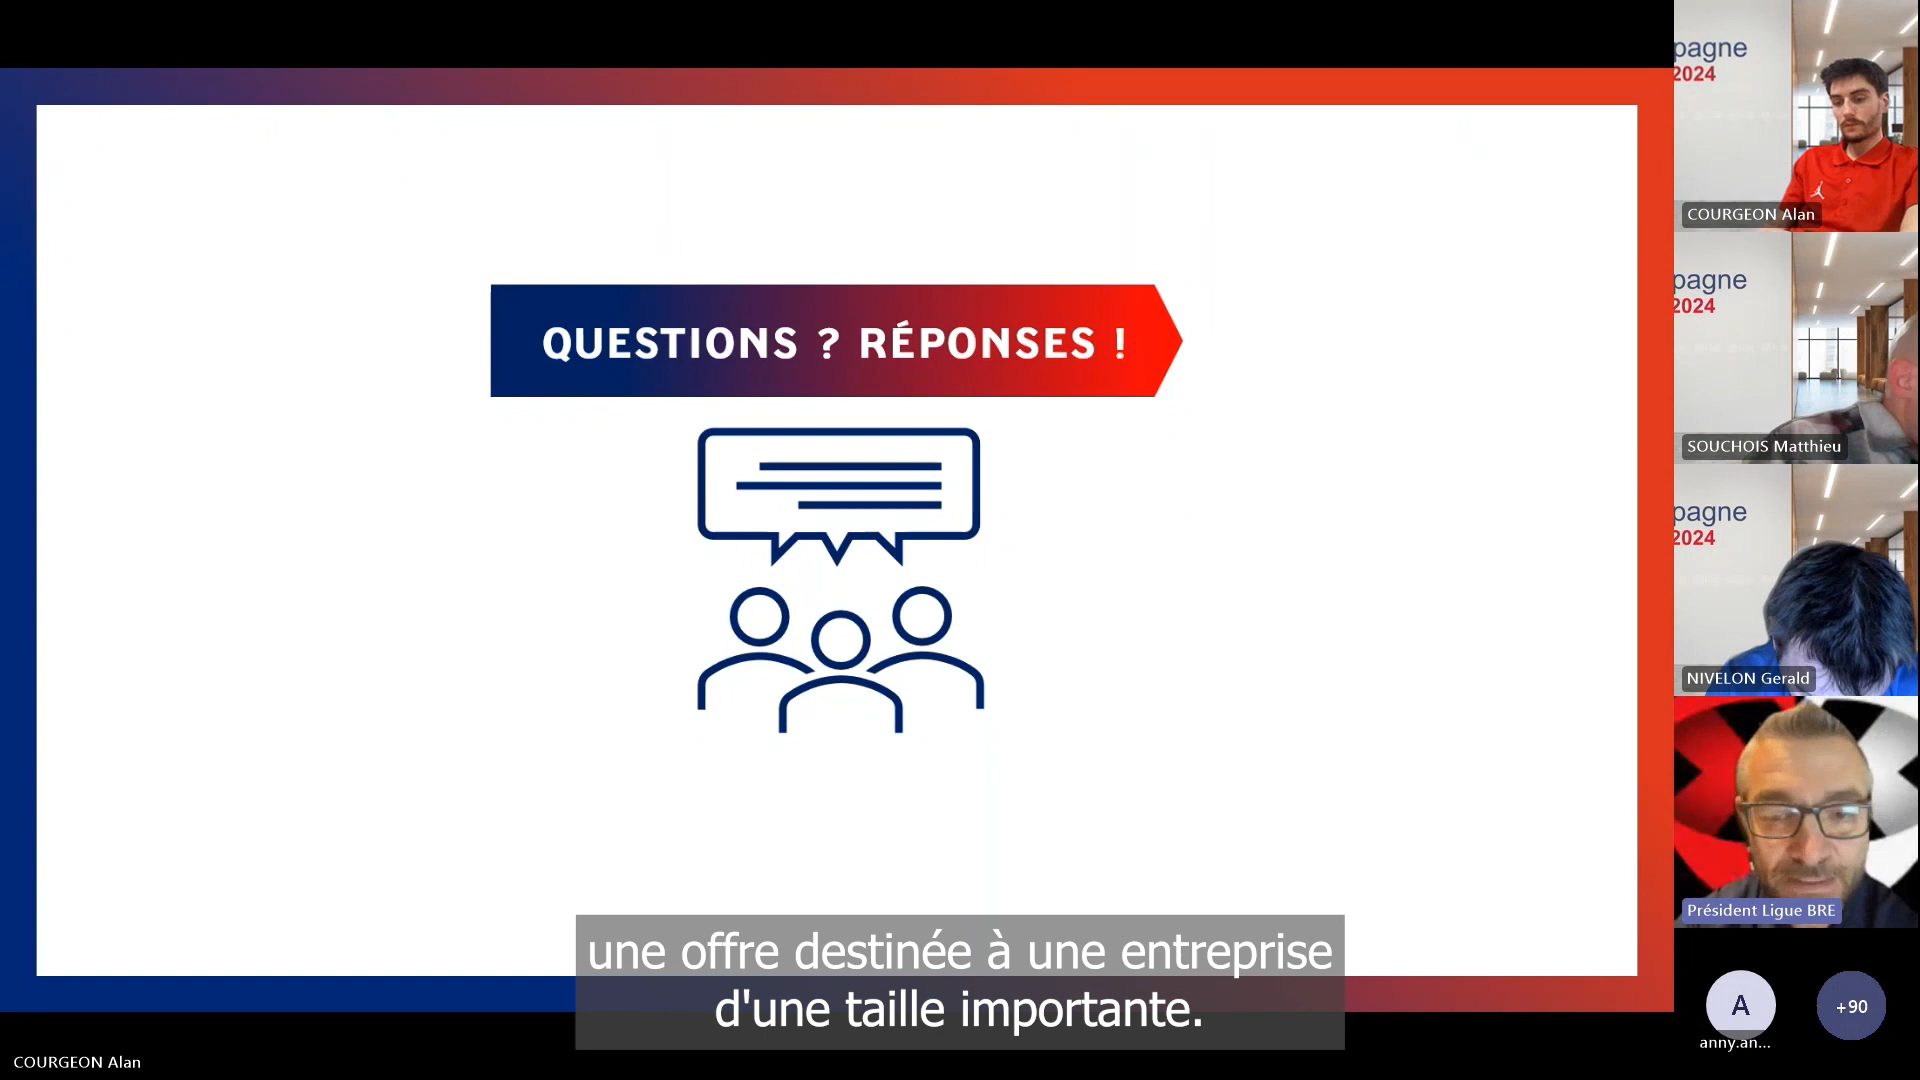 QUESTIONS ? RÉPONSES !
une offre destinée à une entreprise
d'une taille importante.
COURGEON Alan
pagne
2024
COURGEON Alan
pagne
2024
SOUCHOIS Matthieu
pagne
2024
NIVELON Gerald
Président Ligue BRE
A
anny.an...
+90